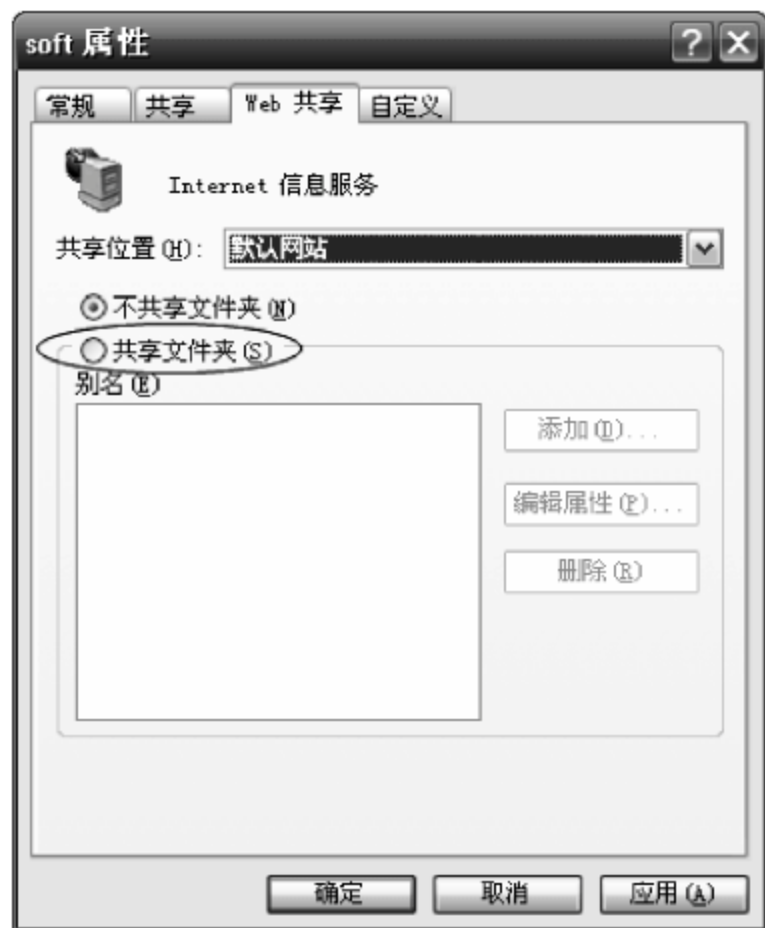 soft 属性
常规 共享 Web 共享 自定义
Internet 信息服务
共享位置(H): 默认网站
不共享文件夹(N)
共享文件夹(S)
别名(E)
添加(D)...
编辑属性(P)...
册除(R)
确定 取消 应用(A)